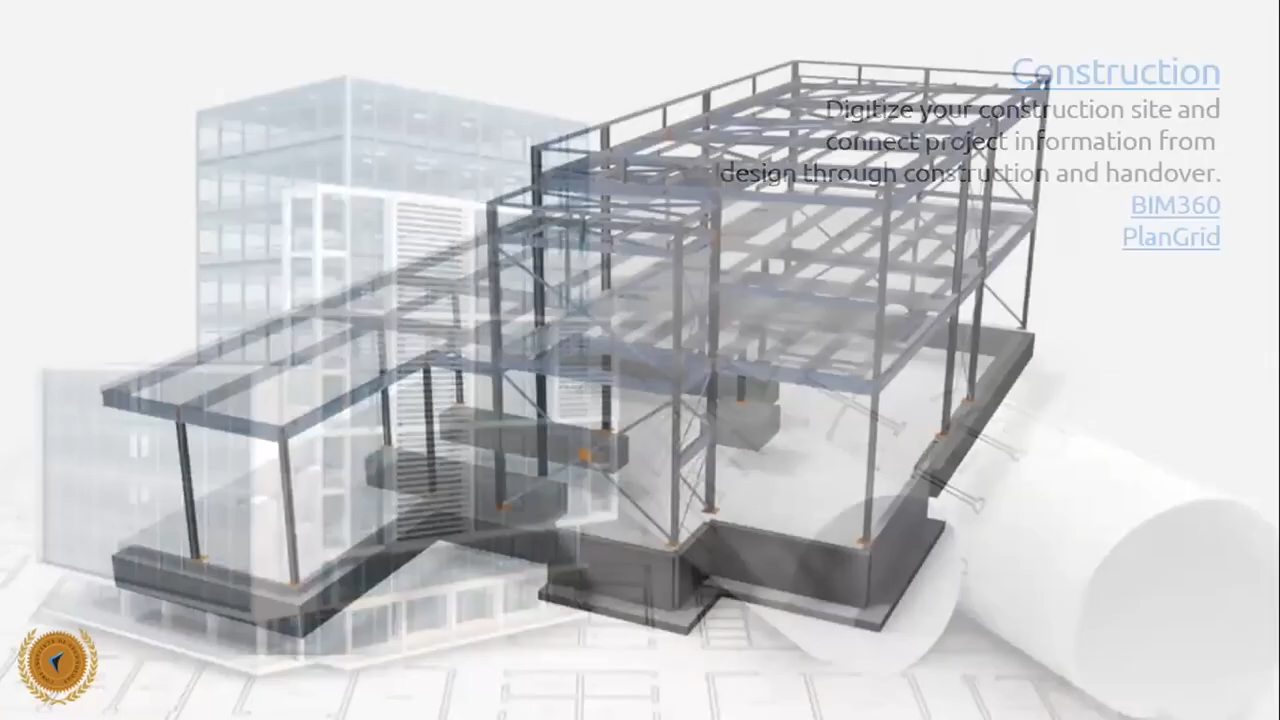 Construction
Digitize your construction site and
connect project information from
design through construction and handover.
BIM360
PlanGrid